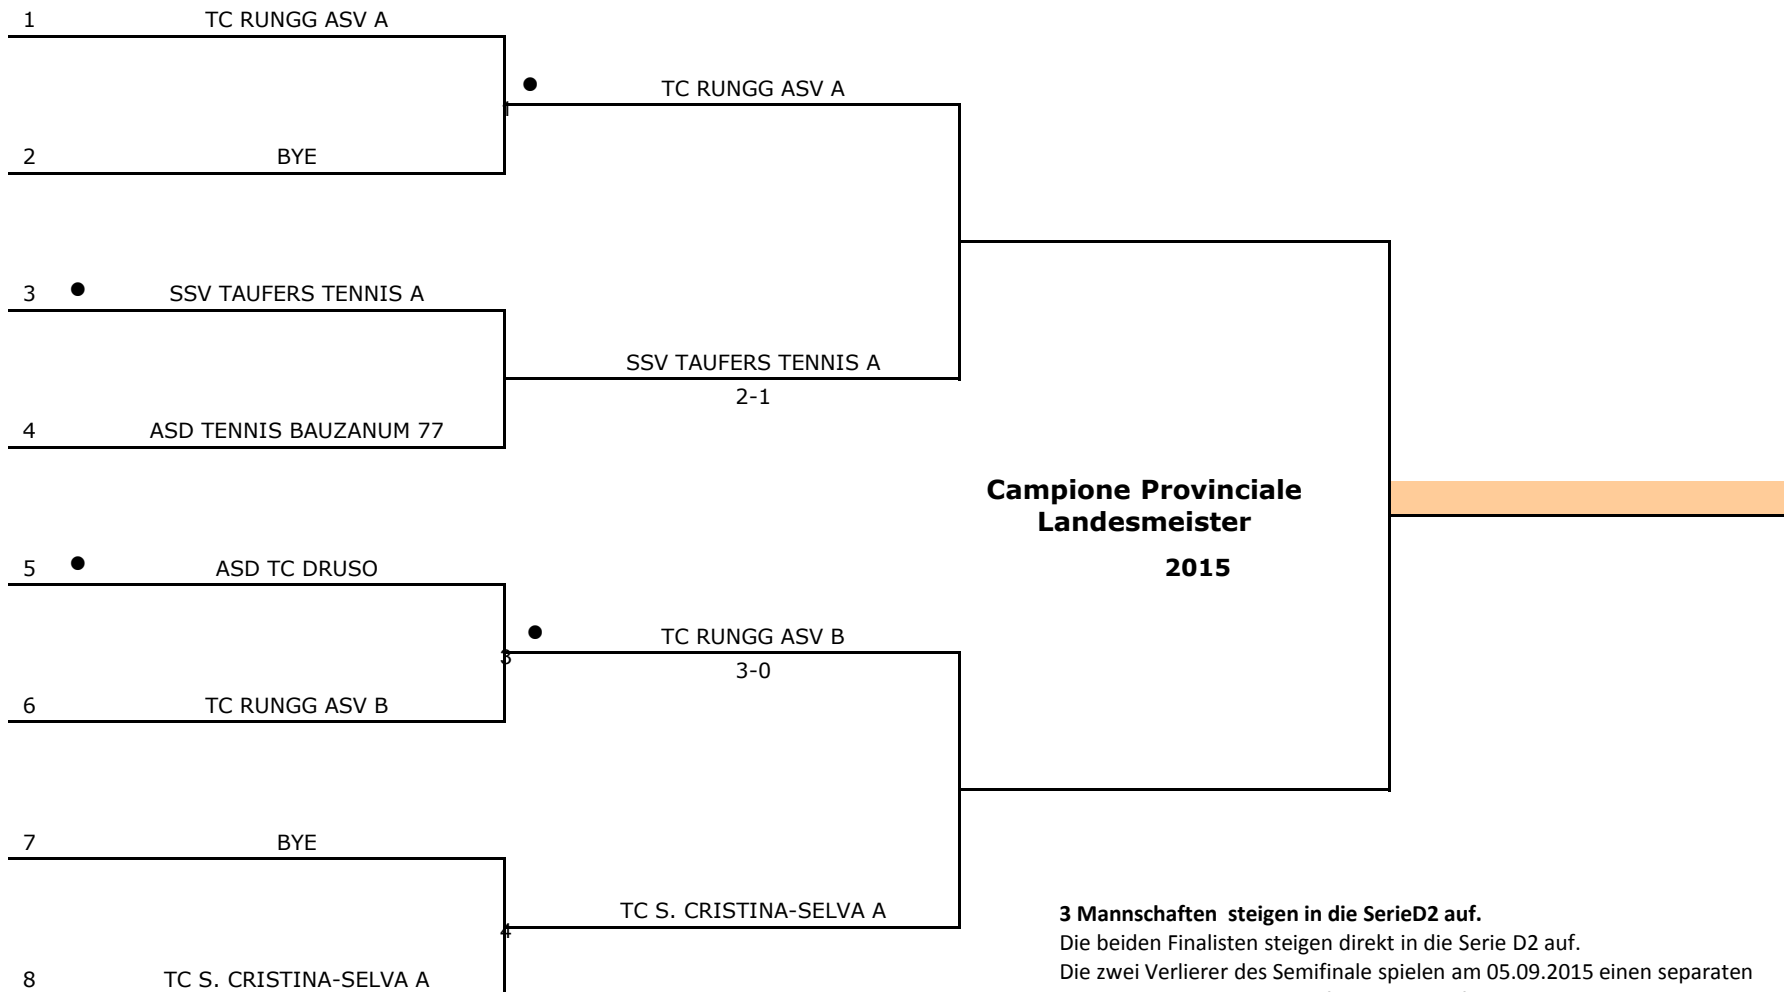 1 TC RUNGG ASV A
● TC RUNGG ASV A
1
2 BYE
3 ● SSV TAUFERS TENNIS A
SSV TAUFERS TENNIS A
2-1
4 ASD TENNIS BAUZANUM 77
Campione Provinciale
Landesmeister
2015
5 ● ASD TC DRUSO
● TC RUNGG ASV B
3
3-0
6 TC RUNGG ASV B
7 BYE
TC S. CRISTINA-SELVA A
4
8 TC S. CRISTINA-SELVA A
3 Mannschaften steigen in die SerieD2 auf.
Die beiden Finalisten steigen direkt in die Serie D2 auf.
Die zwei Verlierer des Semifinale spielen am 05.09.2015 einen separaten